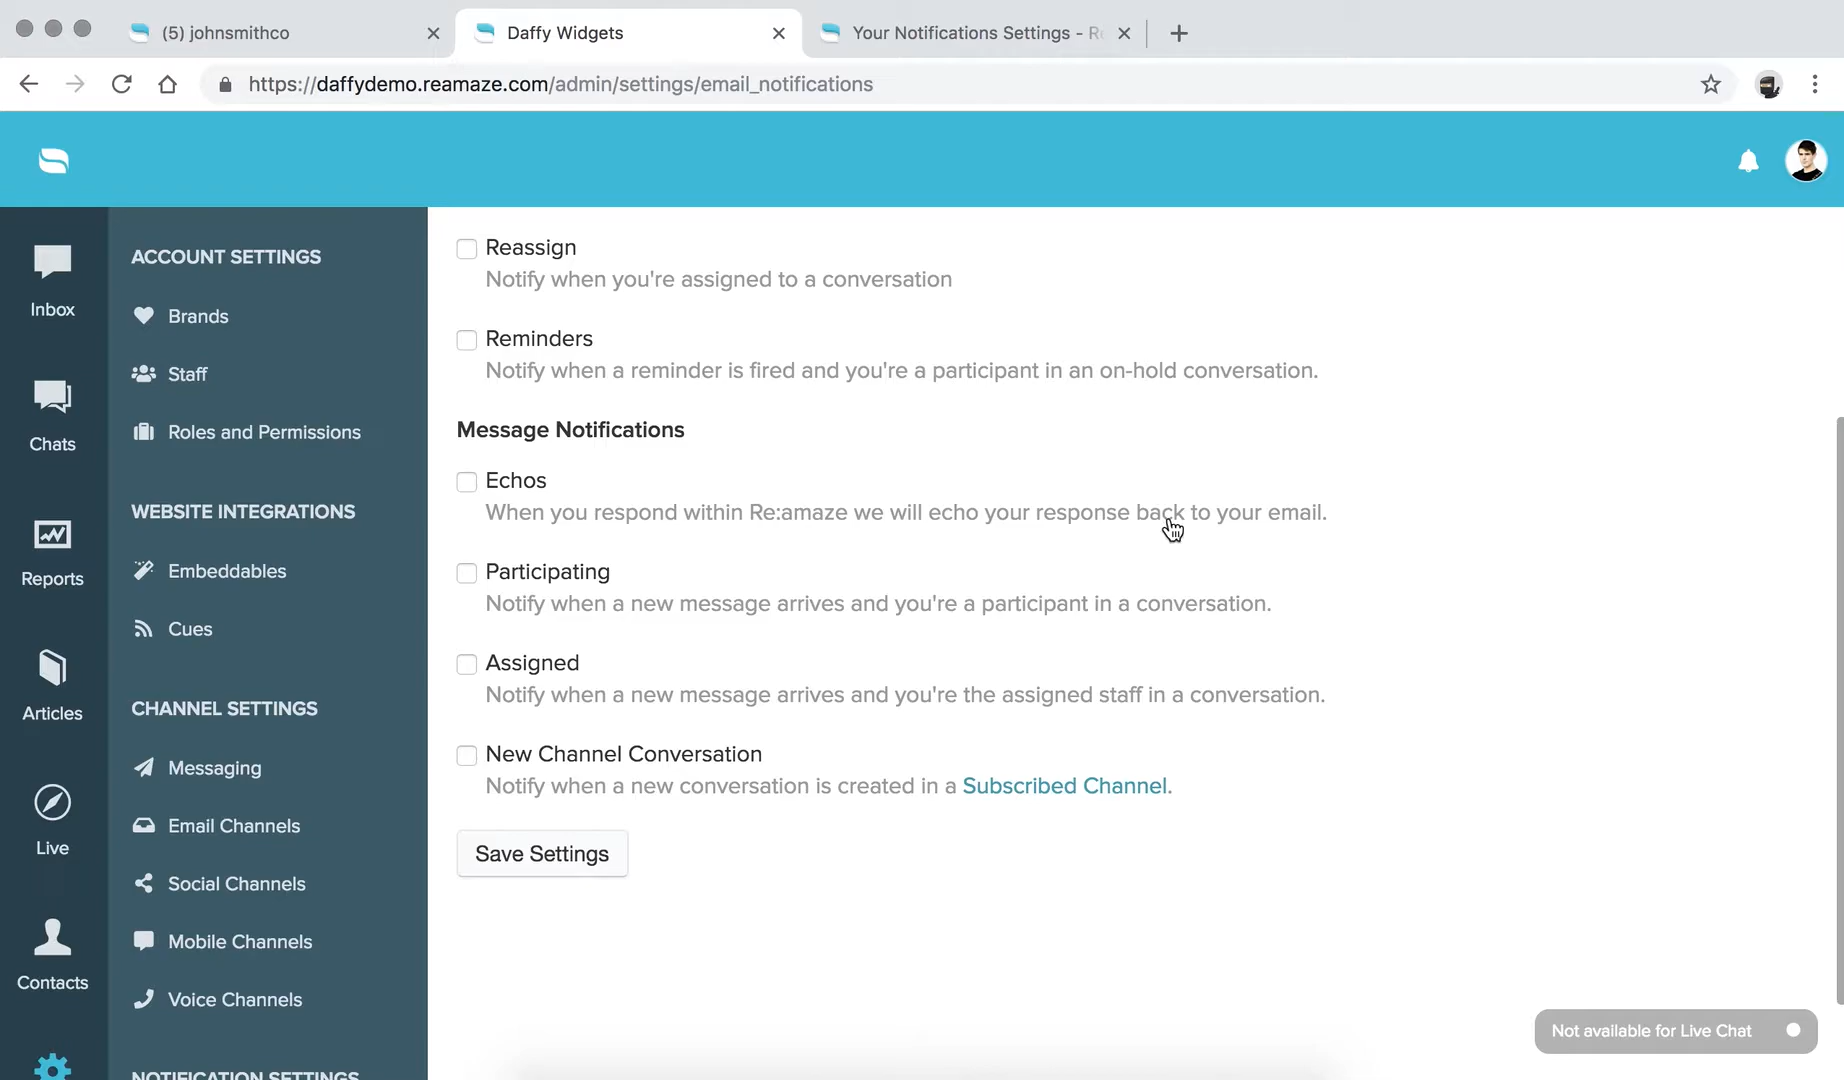 (5) johnsmithco
Daffy Widgets
Your Notifications Settings - Re
https://daffydemo.reamaze.com/admin/settings/email_notifications
Inbox
Chats
Reports
Articles
Live
Contacts
ACCOUNT SETTINGS
Brands
Staff
Roles and Permissions
WEBSITE INTEGRATIONS
Embeddables
Cues
CHANNEL SETTINGS
Messaging
Email Channels
Social Channels
Mobile Channels
Voice Channels
NOTIFICATION SETTINGS
Reassign
Notify when you're assigned to a conversation
Reminders
Notify when a reminder is fired and you're a participant in an on-hold conversation.
Message Notifications
Echos
When you respond within Re:amaze we will echo your response back to your email.
Participating
Notify when a new message arrives and you're a participant in a conversation.
Assigned
Notify when a new message arrives and you're the assigned staff in a conversation.
New Channel Conversation
Notify when a new conversation is created in a Subscribed Channel.
Save Settings
Not available for Live Chat